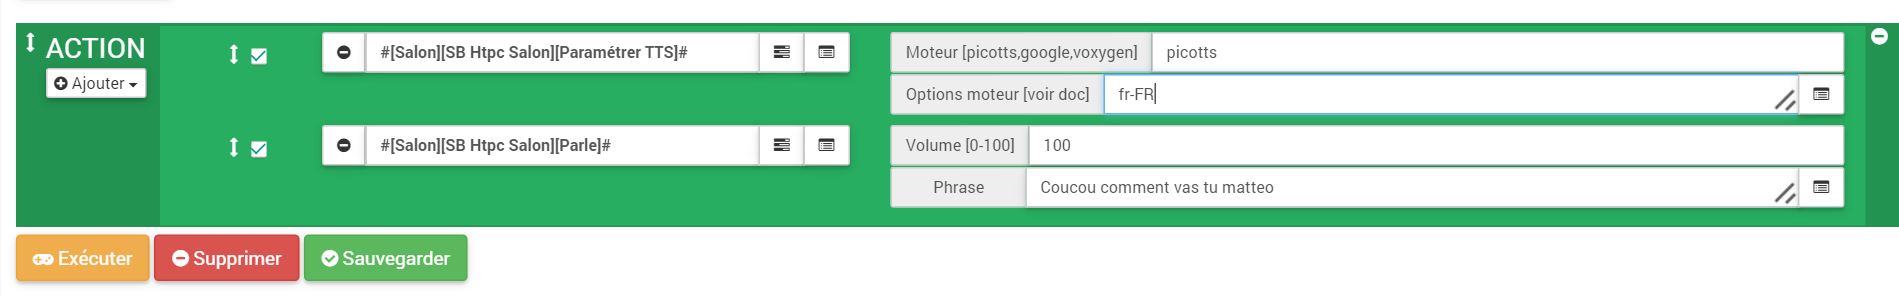 ACTION
Ajouter
#[Salon][SB Htpc Salon][Paramétrer TTS]#
Moteur [picotts,google,voxygen]
picotts
Options moteur [voir doc]
fr-FR
#[Salon][SB Htpc Salon][Parle]#
Volume [0-100]
100
Phrase
Coucou comment vas tu matteo
Exécuter
Supprimer
Sauvegarder